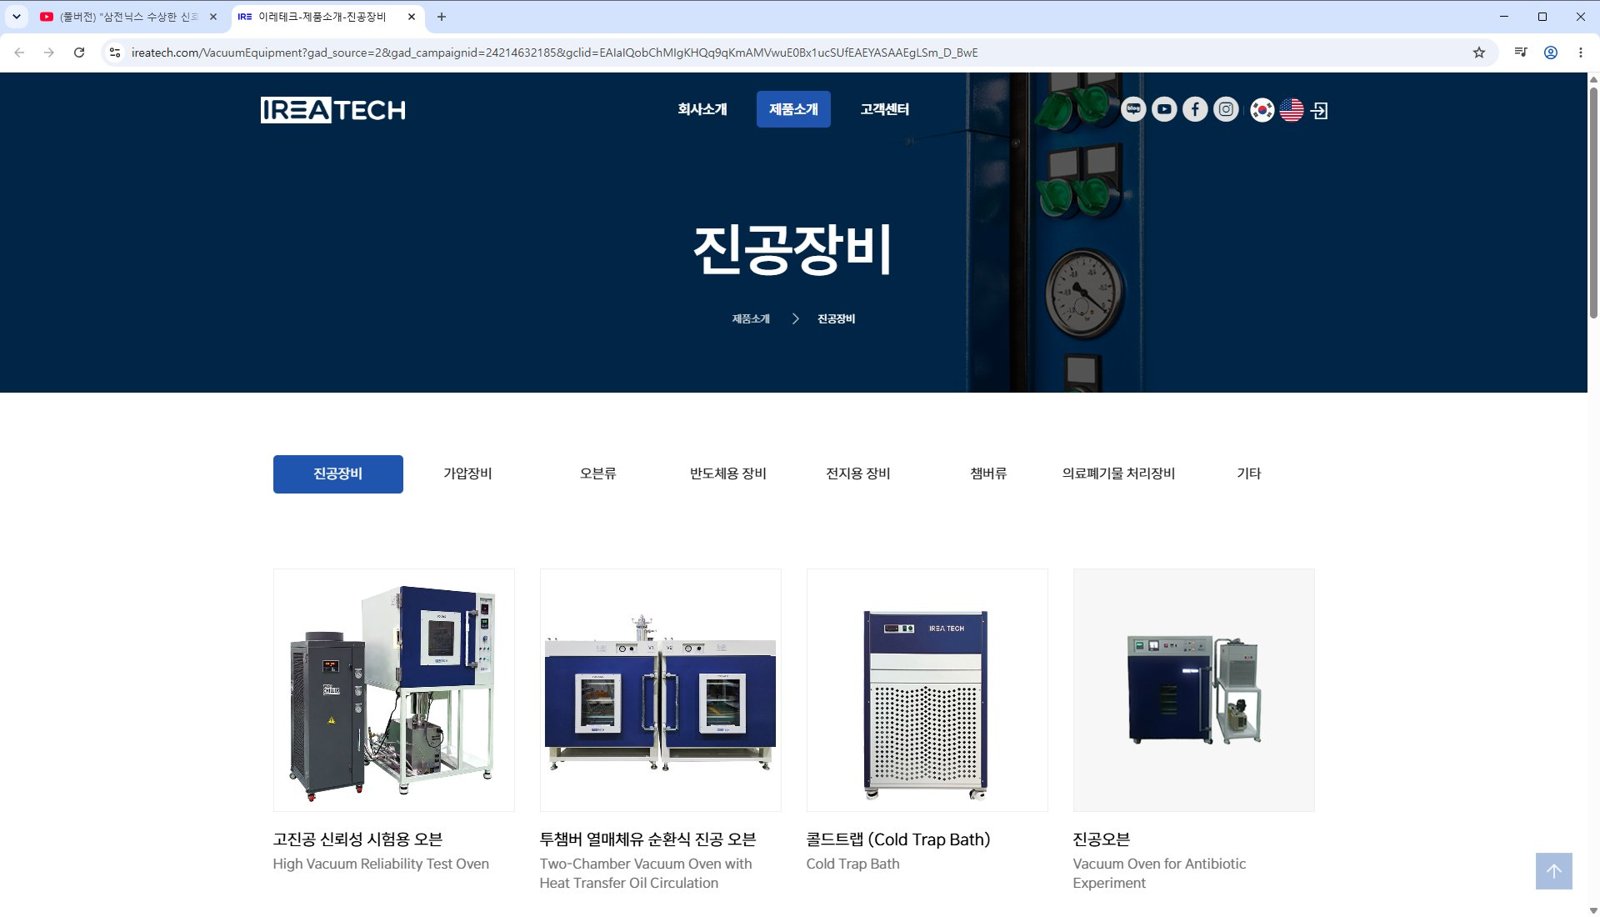 (풀버전) "삼전닉스 수상한 신호
IREA 이레테크-제품소개-진공장비
ireatech.com/VacuumEquipment?gad_source=2&gad_campaignid=24214632185&gclid=EAIaIQobChMIgKHQq9qKmAMVwuE0Bx1ucSUfEAEYASAAEgLSm_D_BwE
IREA TECH
회사소개
제품소개
고객센터
blog
진공장비
제품소개
진공장비
진공장비
가압장비
오븐류
반도체용 장비
전지용 장비
챔버류
의료폐기물 처리장비
기타
IREA TECH
고진공 신뢰성 시험용 오븐
High Vacuum Reliability Test Oven
투챔버 열매체유 순환식 진공 오븐
Two-Chamber Vacuum Oven with
Heat Transfer Oil Circulation
콜드트랩 (Cold Trap Bath)
Cold Trap Bath
진공오븐
Vacuum Oven for Antibiotic
Experiment